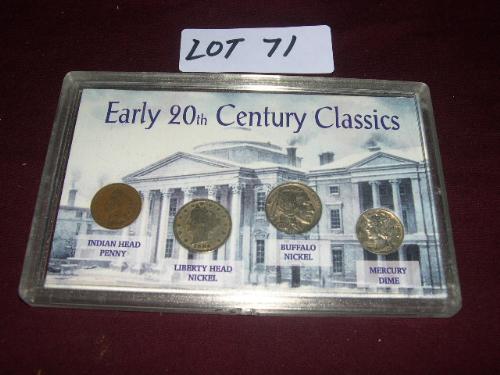 LOT 71
Early 20th Century Classics
INDIAN HEAD
PENNY
LIBERTY HEAD
NICKEL
BUFFALO
NICKEL
MERCURY
DIME